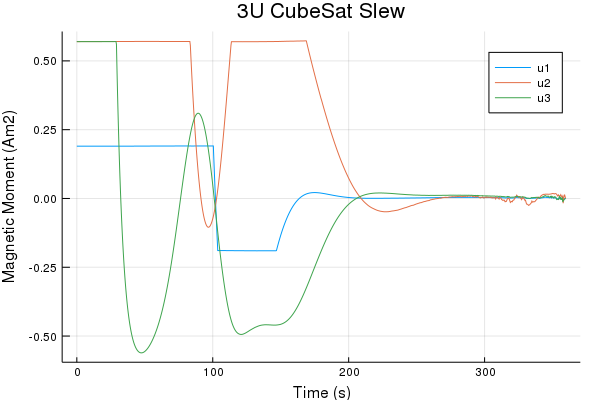 3U CubeSat Slew
Magnetic Moment (Am2)
0.50
0.25
0.00
-0.25
-0.50
u1
u2
u3
0 100 200 300
Time (s)